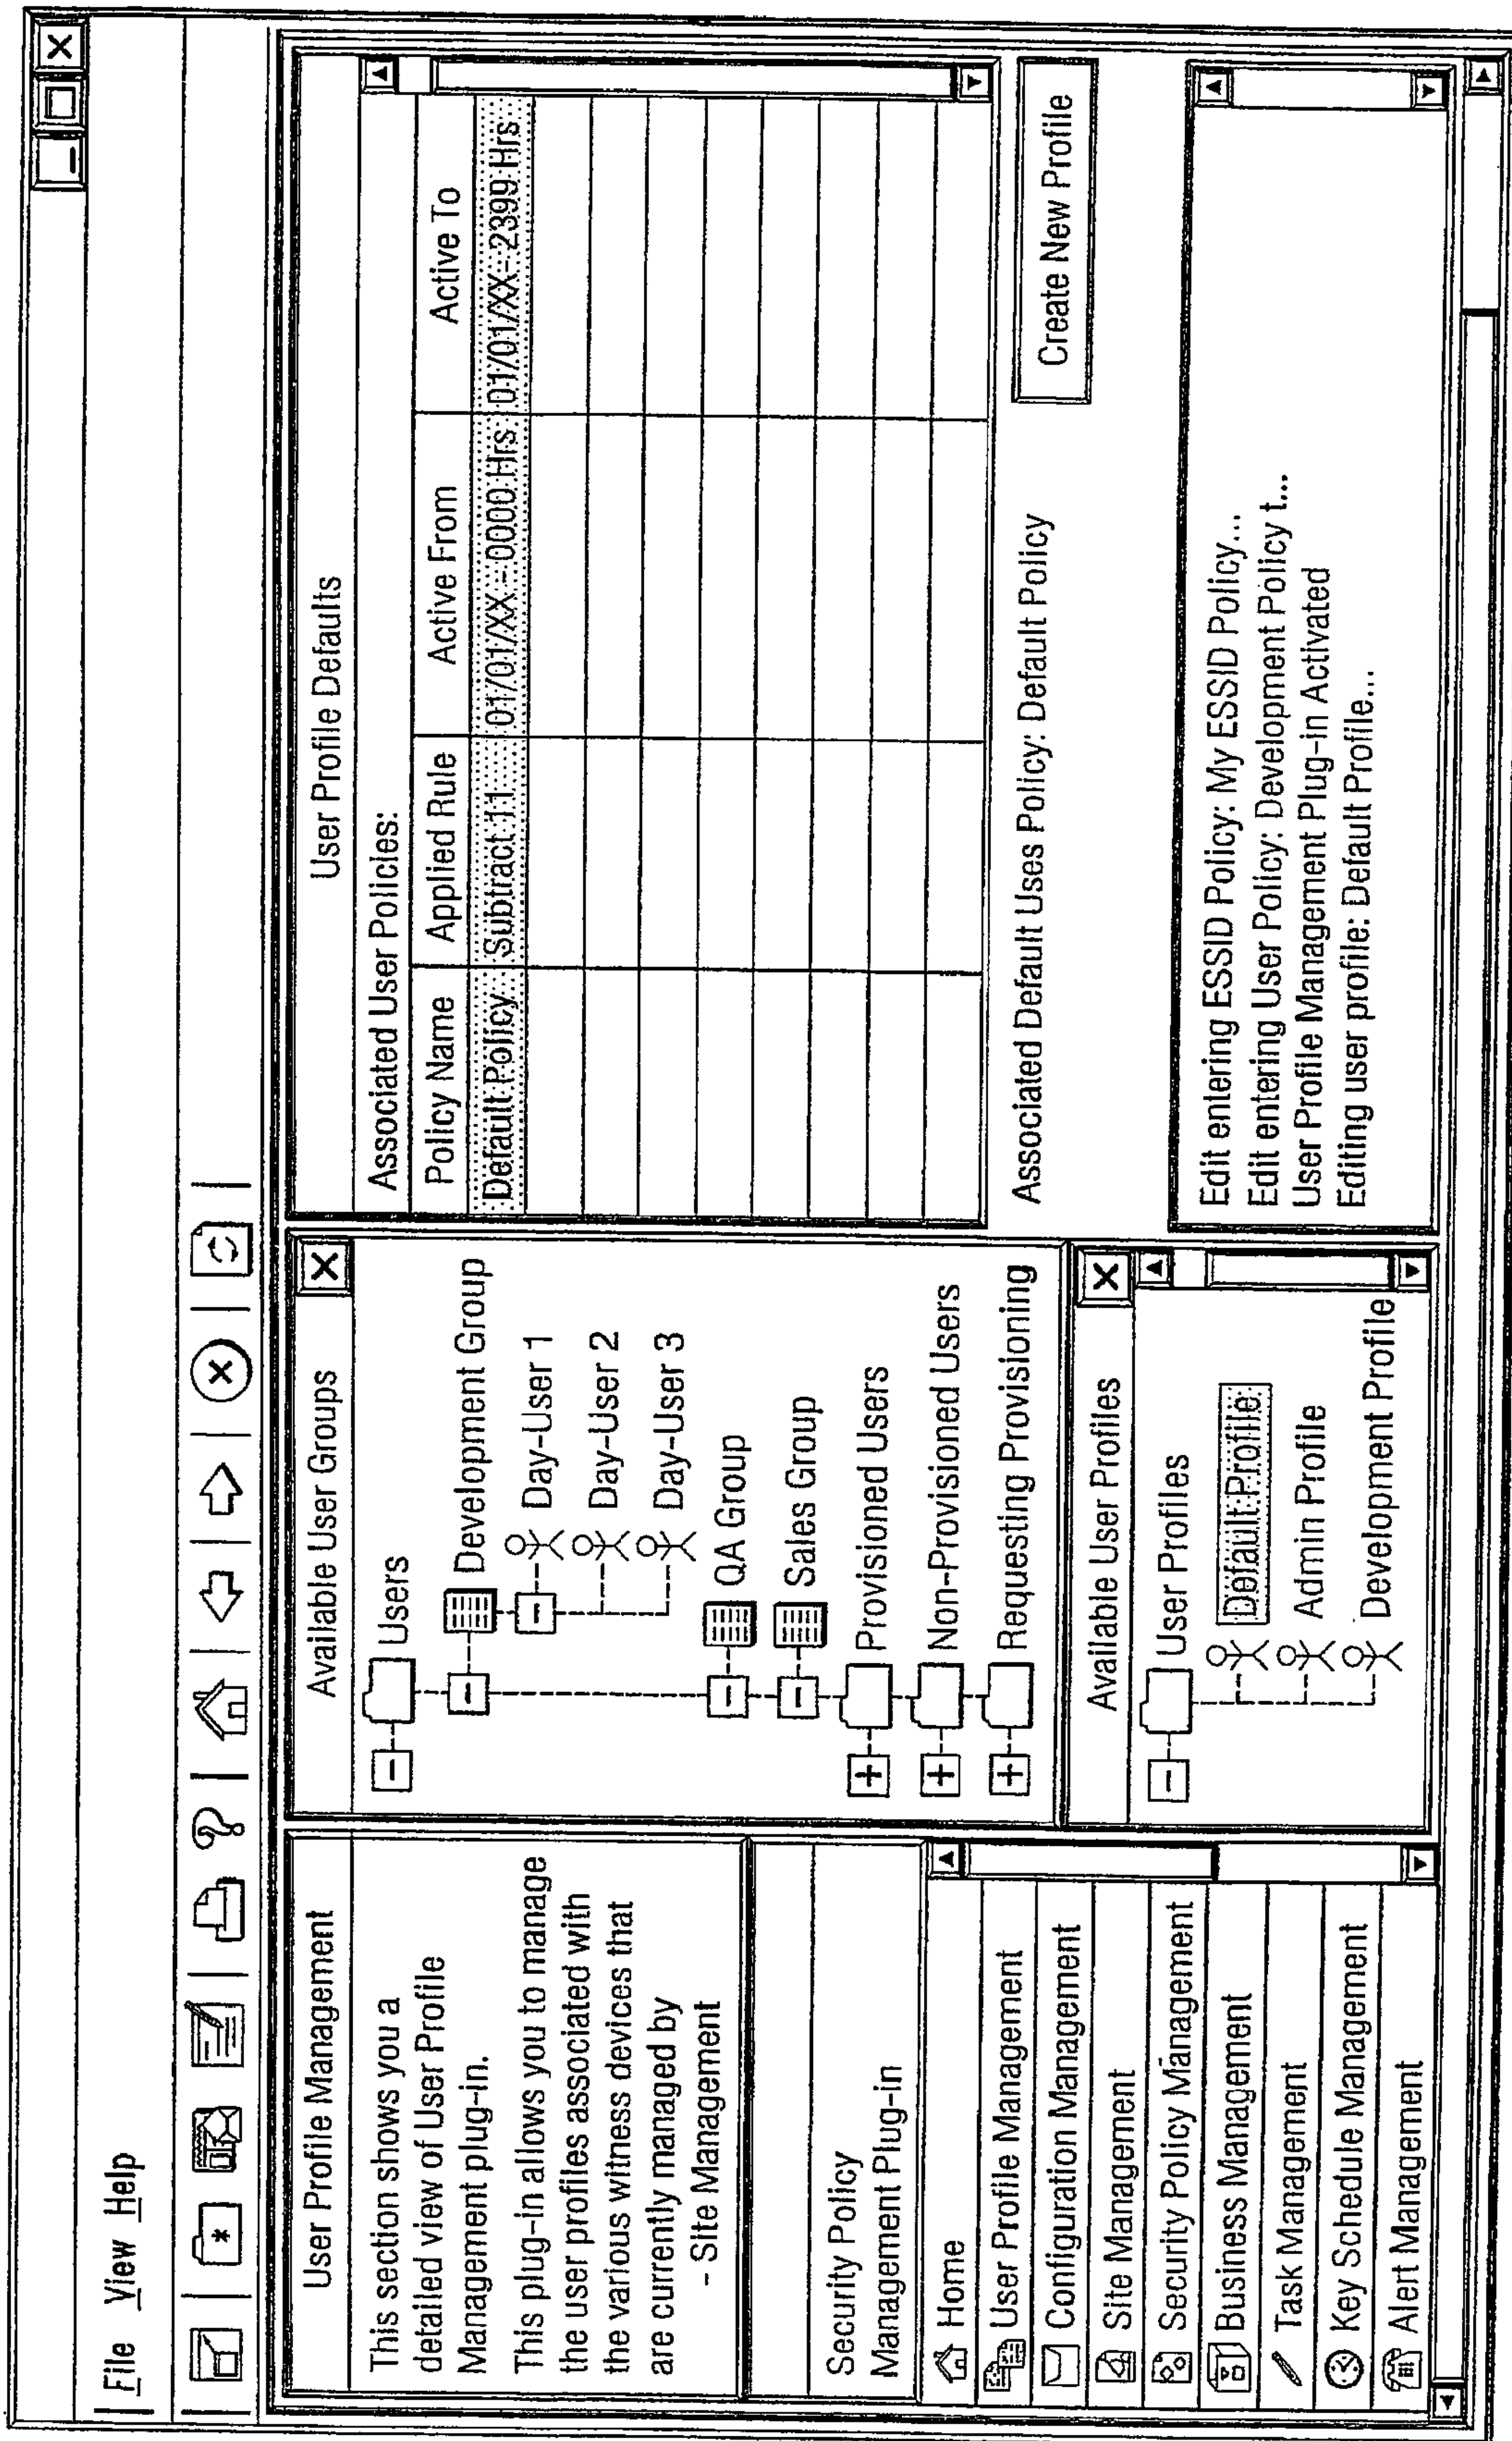 File View Help
User Profile Management
This section shows you a
detailed view of User Profile
Management plug-in.
This plug-in allows you to manage
the user profiles associated with
the various witness devices that
are currently managed by
- Site Management
Security Policy
Management Plug-in
Home
User Profile Management
Configuration Management
Site Management
Security Policy Management
Business Management
Task Management
Key Schedule Management
Alert Management
Available User Groups
Users
Development Group
Day-User 1
Day-User 2
Day-User 3
QA Group
Sales Group
Provisioned Users
Non-Provisioned Users
Requesting Provisioning
Available User Profiles
User Profiles
Default Profile
Admin Profile
Development Profile
User Profile Defaults
Associated User Policies:
Policy Name Applied Rule Active From Active To
Default Policy Subtract 11 01/01/XX - 0000 Hrs 01/01/XX - 2399 Hrs
Associated Default Uses Policy: Default Policy
Create New Profile
Edit entering ESSID Policy: My ESSID Policy...
Edit entering User Policy: Development Policy t...
User Profile Management Plug-in Activated
Editing user profile: Default Profile...